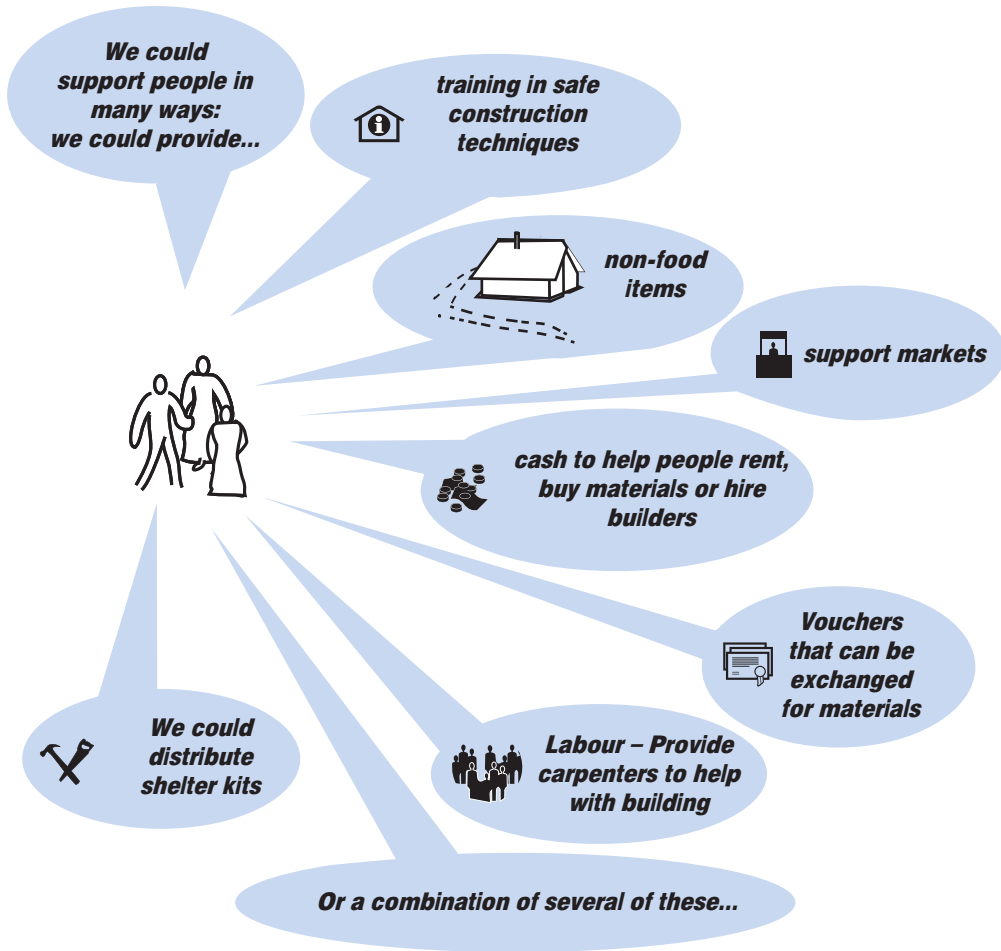 We could
support people in
many ways:
we could provide...
training in safe
construction
techniques
non-food
items
support markets
cash to help people rent,
buy materials or hire
builders
Vouchers
that can be
exchanged
for materials
Labour – Provide
carpenters to help
with building
We could
distribute
shelter kits
Or a combination of several of these...